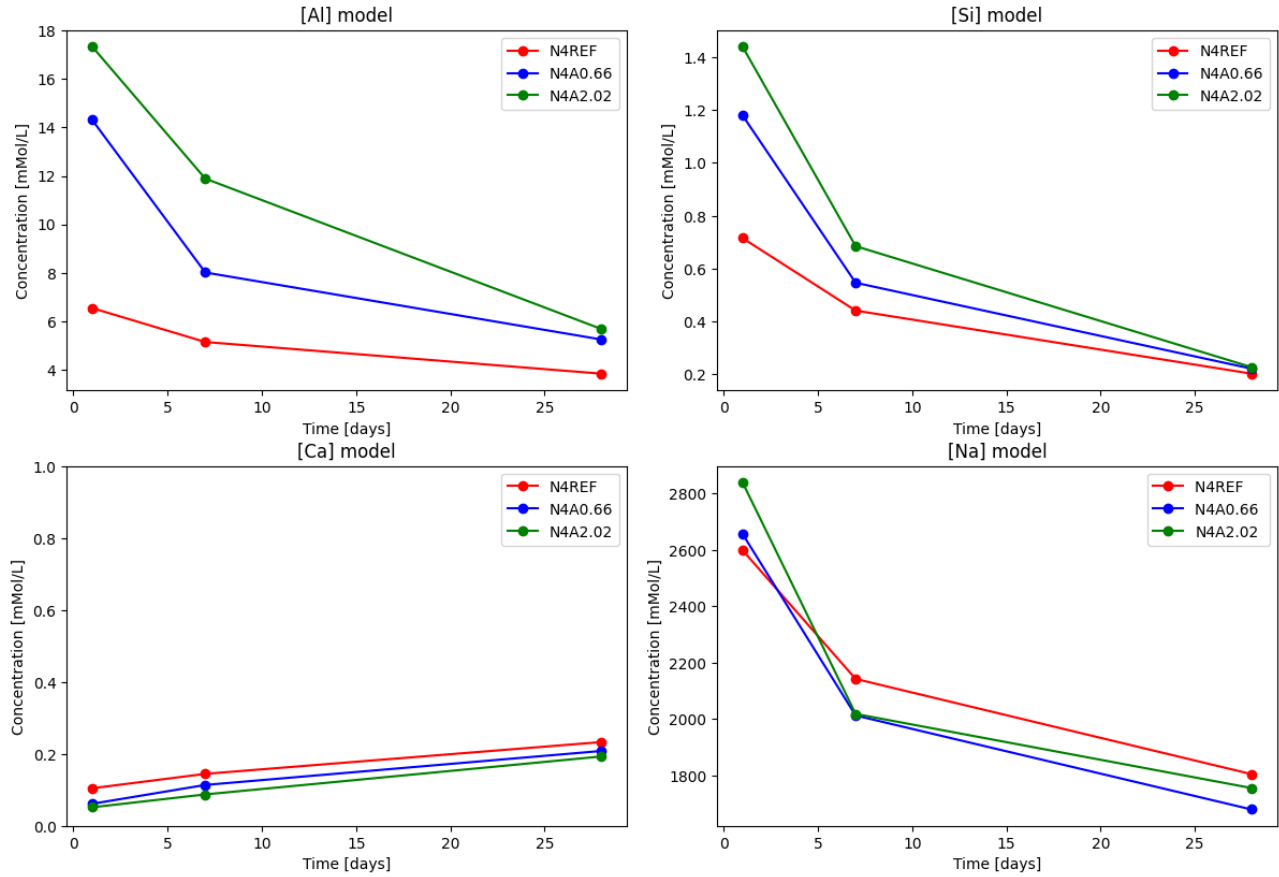 [Al] model
Concentration [mMol/L]
18
16
14
12
10
8
6
4
0
5
10
15
20
25
Time [days]
N4REF
N4A0.66
N4A2.02
[Si] model
Concentration [mMol/L]
1.4
1.2
1.0
0.8
0.6
0.4
0.2
0
5
10
15
20
25
Time [days]
N4REF
N4A0.66
N4A2.02
[Ca] model
Concentration [mMol/L]
1.0
0.8
0.6
0.4
0.2
0.0
0
5
10
15
20
25
Time [days]
N4REF
N4A0.66
N4A2.02
[Na] model
Concentration [mMol/L]
2800
2600
2400
2200
2000
1800
0
5
10
15
20
25
Time [days]
N4REF
N4A0.66
N4A2.02